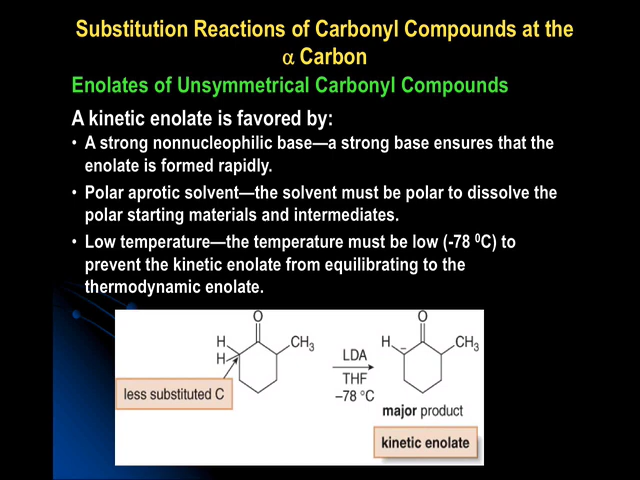 Substitution Reactions of Carbonyl Compounds at the
α Carbon
Enolates of Unsymmetrical Carbonyl Compounds
A kinetic enolate is favored by:
• A strong nonnucleophilic base—a strong base ensures that the
enolate is formed rapidly.
• Polar aprotic solvent—the solvent must be polar to dissolve the
polar starting materials and intermediates.
• Low temperature—the temperature must be low (-78 ⁰C) to
prevent the kinetic enolate from equilibrating to the
thermodynamic enolate.
O
H
H
CH₃
less substituted C
LDA
THF
–78 °C
O
H
–
CH₃
major product
kinetic enolate